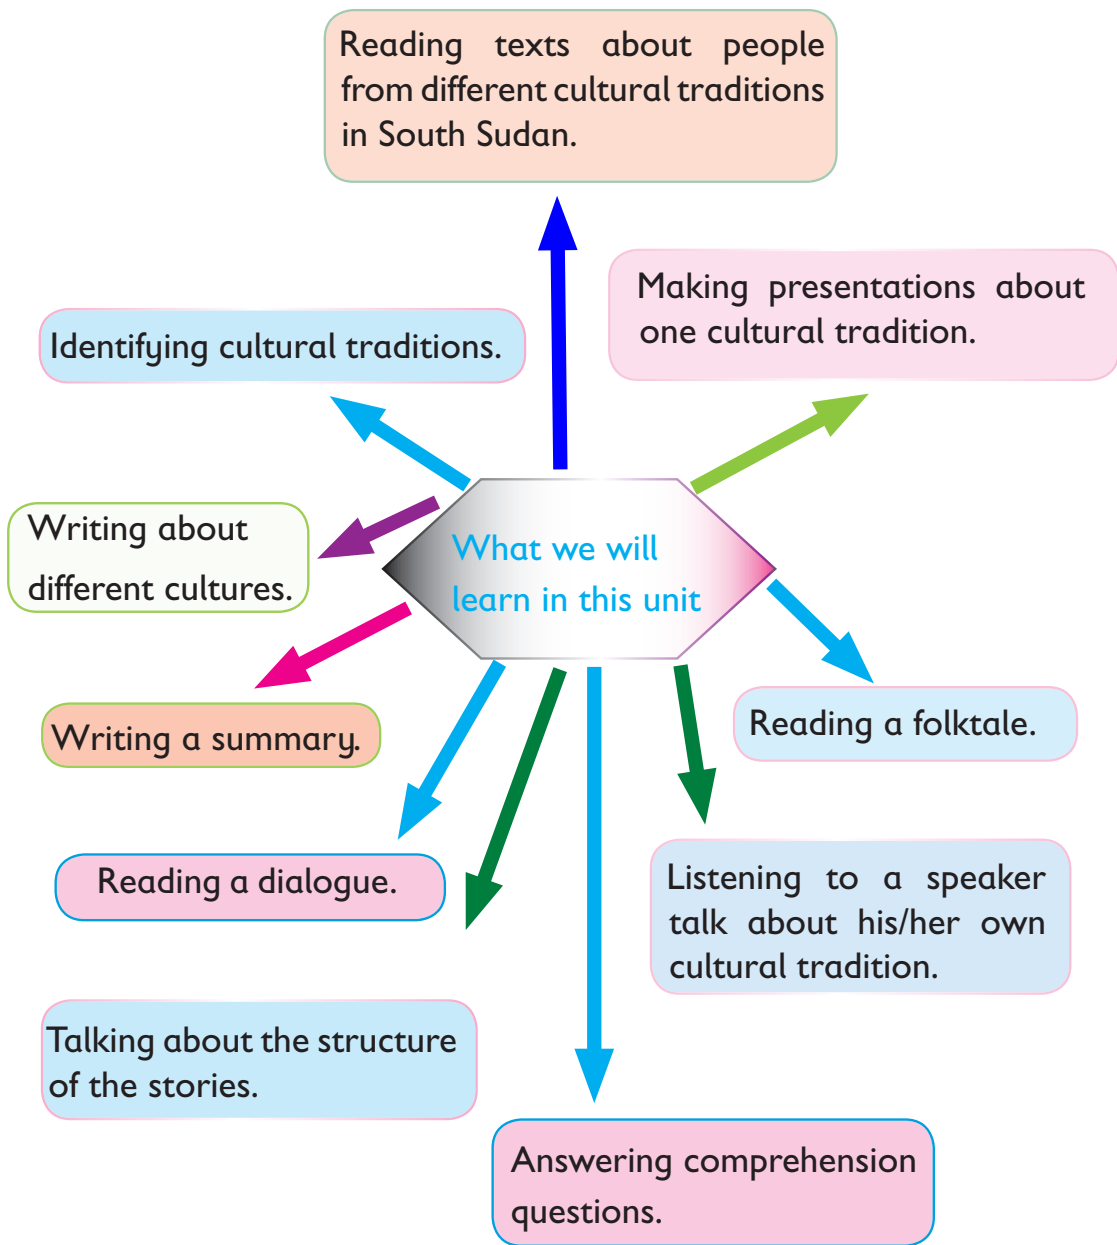 Reading texts about people
from different cultural traditions
in South Sudan.
Making presentations about
one cultural tradition.
Identifying cultural traditions.
Writing about
different cultures.
What we will
learn in this unit
Writing a summary.
Reading a folktale.
Reading a dialogue.
Listening to a speaker
talk about his/her own
cultural tradition.
Talking about the structure
of the stories.
Answering comprehension
questions.